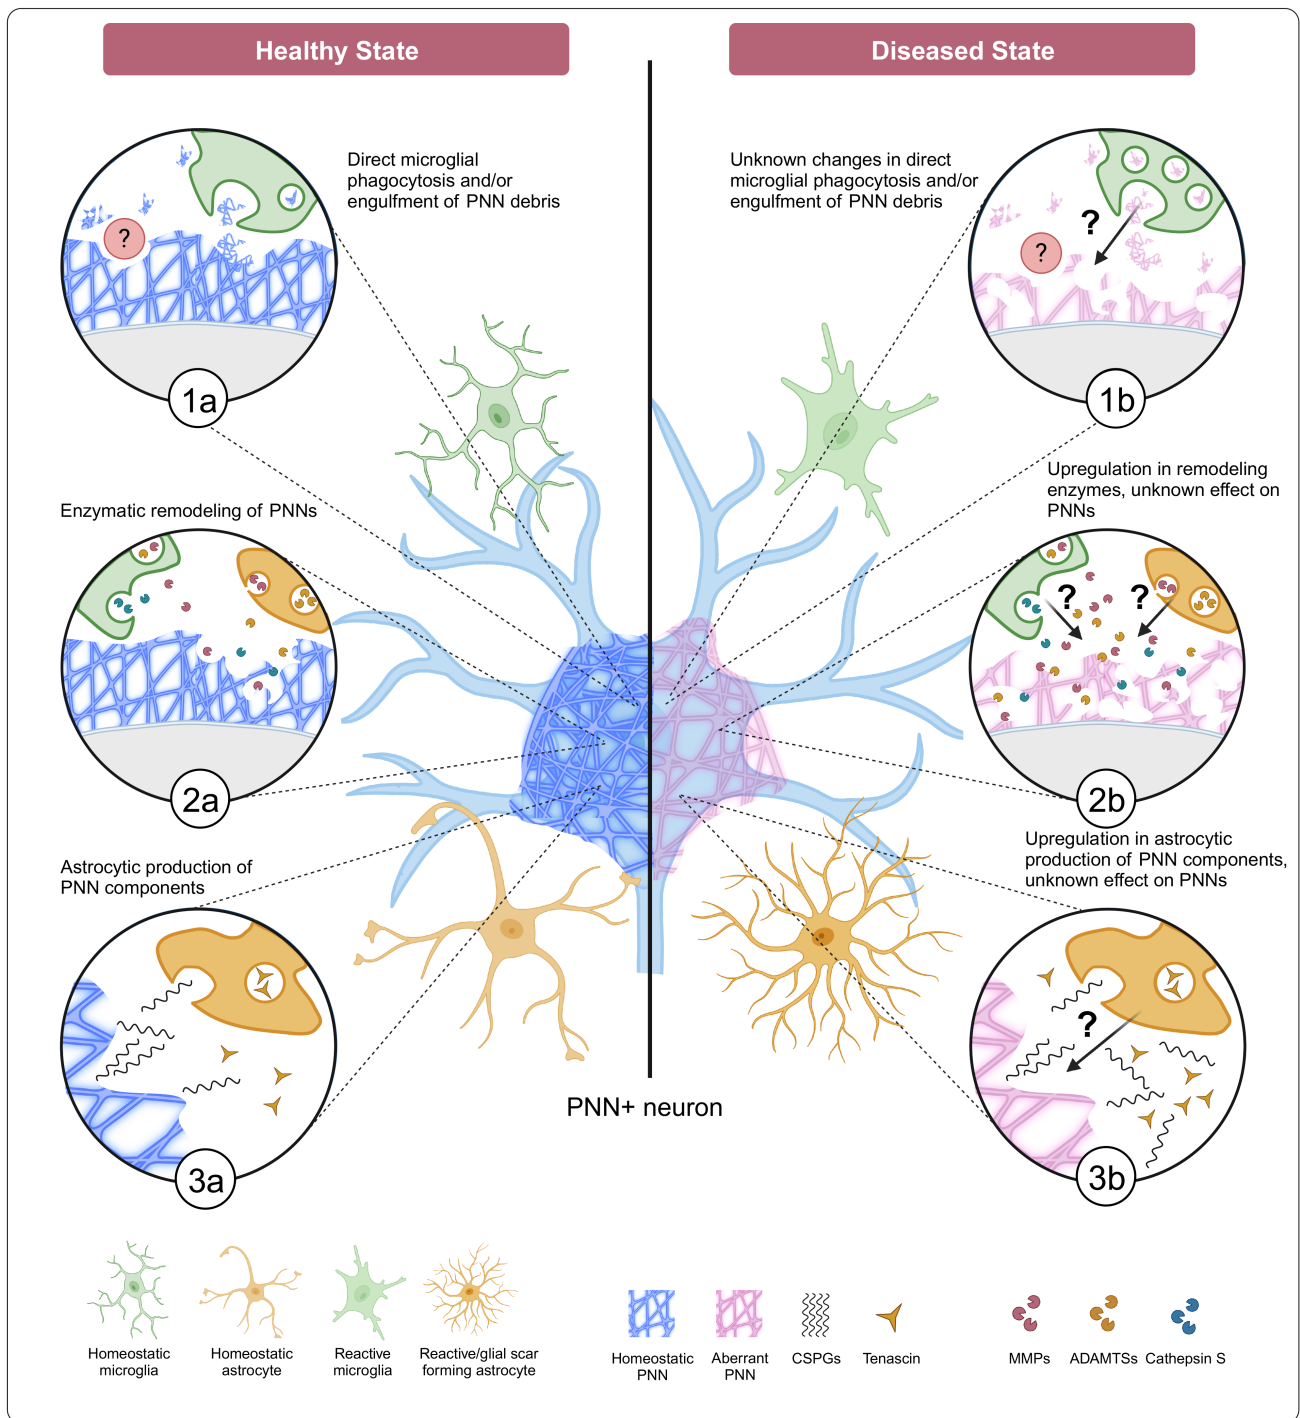 Healthy State
Diseased State
Direct microglial
phagocytosis and/or
engulfment of PNN debris
Unknown changes in direct
microglial phagocytosis and/or
engulfment of PNN debris
?
?
?
1a
1b
Upregulation in remodeling
enzymes, unknown effect on
PNNs
Enzymatic remodeling of PNNs
?
?
2a
2b
Astrocytic production of
PNN components
Upregulation in astrocytic
production of PNN components,
unknown effect on PNNs
?
3a
3b
PNN+ neuron
Homeostatic
microglia
Homeostatic
astrocyte
Reactive
microglia
Reactive/glial scar
forming astrocyte
Homeostatic
PNN
Aberrant
PNN
CSPGs
Tenascin
MMPs
ADAMTSs
Cathepsin S